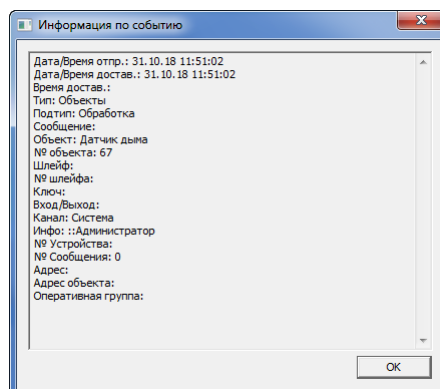 Информация по событию
Дата/Время отпр.: 31.10.18 11:51:02
Дата/Время достав.: 31.10.18 11:51:02
Время достав.:
Тип: Объекты
Подтип: Обработка
Сообщение:
Объект: Датчик дыма
№ объекта: 67
Шлейф:
№ шлейфа:
Ключ:
Вход/Выход:
Канал: Система
Инфо: ::Администратор
№ Устройства:
№ Сообщения: 0
Адрес:
Адрес объекта:
Оперативная группа:
OK